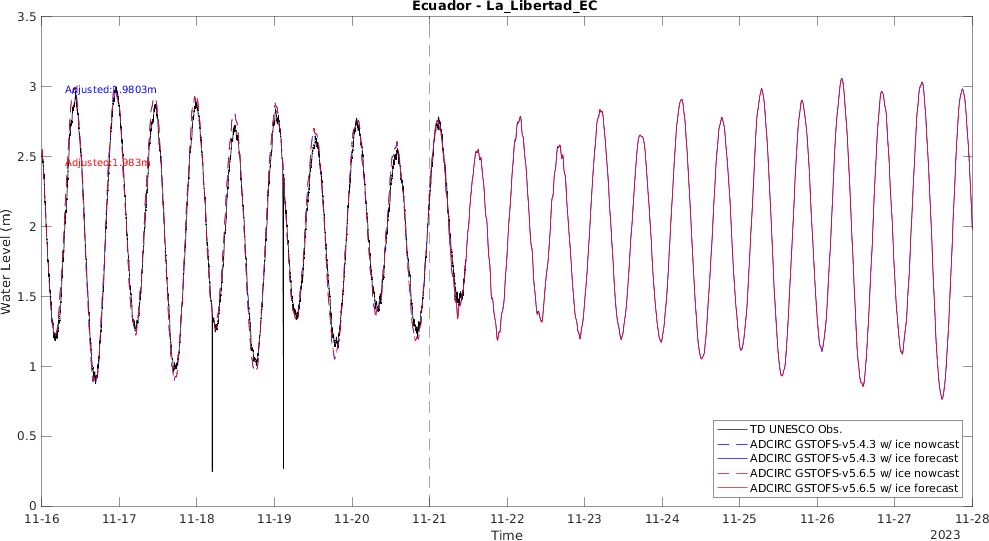 Ecuador - La_Libertad_EC
3.5
3
2.5
2
1.5
1
0.5
0
Water Level (m)
Adjusted:1.983m
11-16
11-17
11-18
11-19
11-20
11-21
11-22
11-23
11-24
11-25
11-26
11-27
11-28
Time
2023
TD UNESCO Obs.
ADCIRC GSTOFS-v5.4.3 w/ ice nowcast
ADCIRC GSTOFS-v5.4.3 w/ ice forecast
ADCIRC GSTOFS-v5.6.5 w/ ice nowcast
ADCIRC GSTOFS-v5.6.5 w/ ice forecast